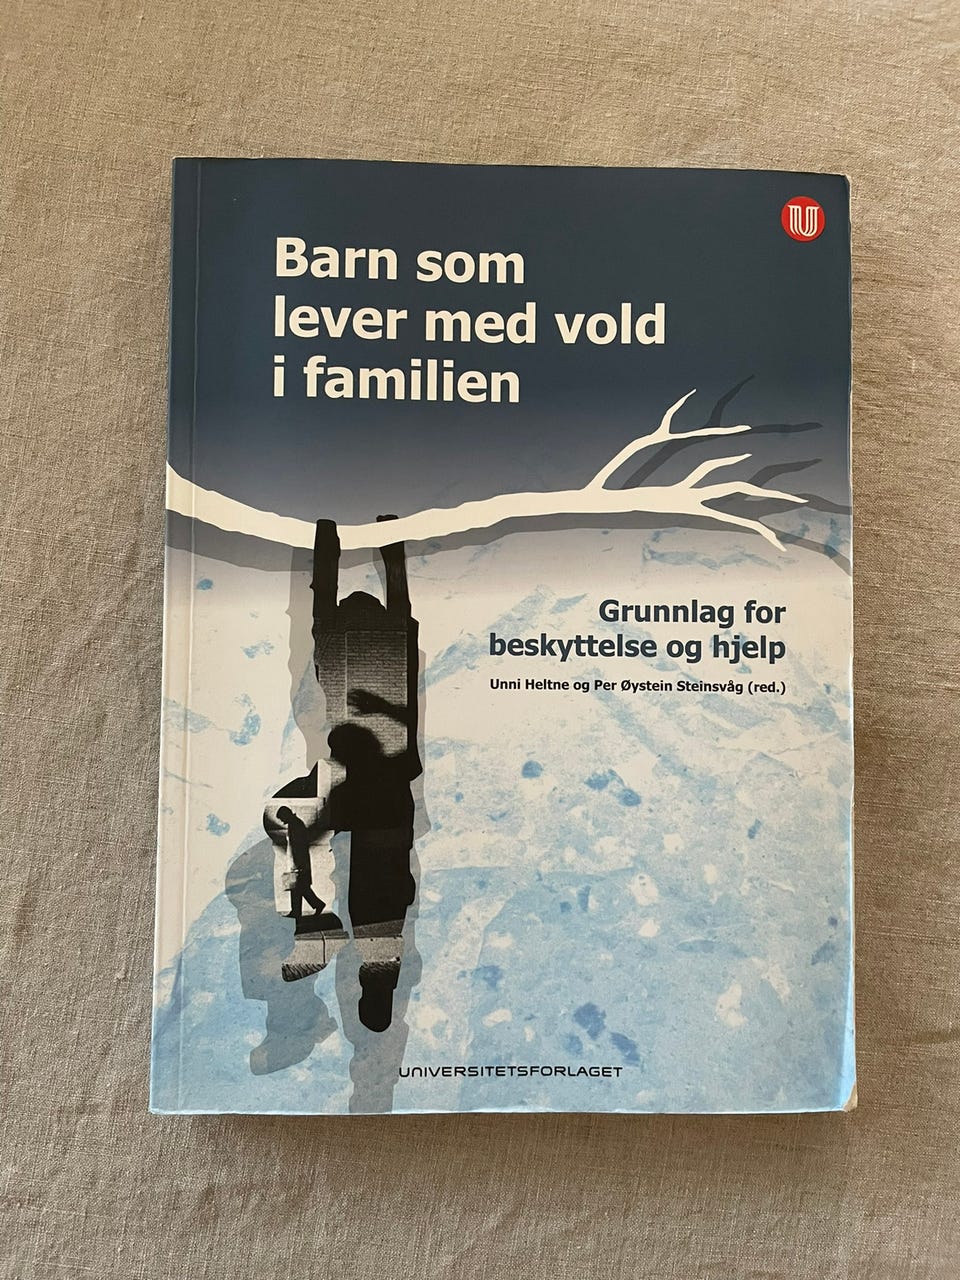 Barn som
lever med vold
i familien
Grunnlag for
beskyttelse og hjelp
Unni Heltne og Per Øystein Steinsvåg (red.)
UNIVERSITETSFORLAGET